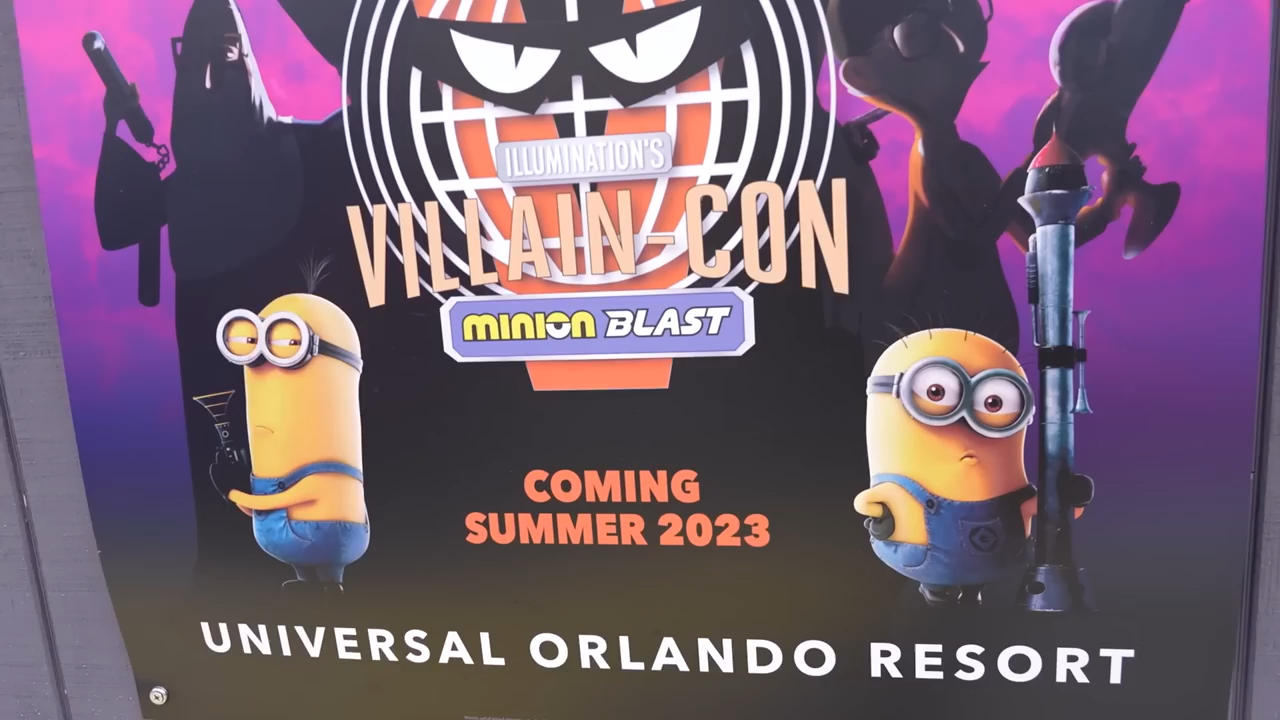 ILLUMINATION'S
VILLAIN-CON
MINION BLAST
COMING
SUMMER 2023
UNIVERSAL ORLANDO RESORT